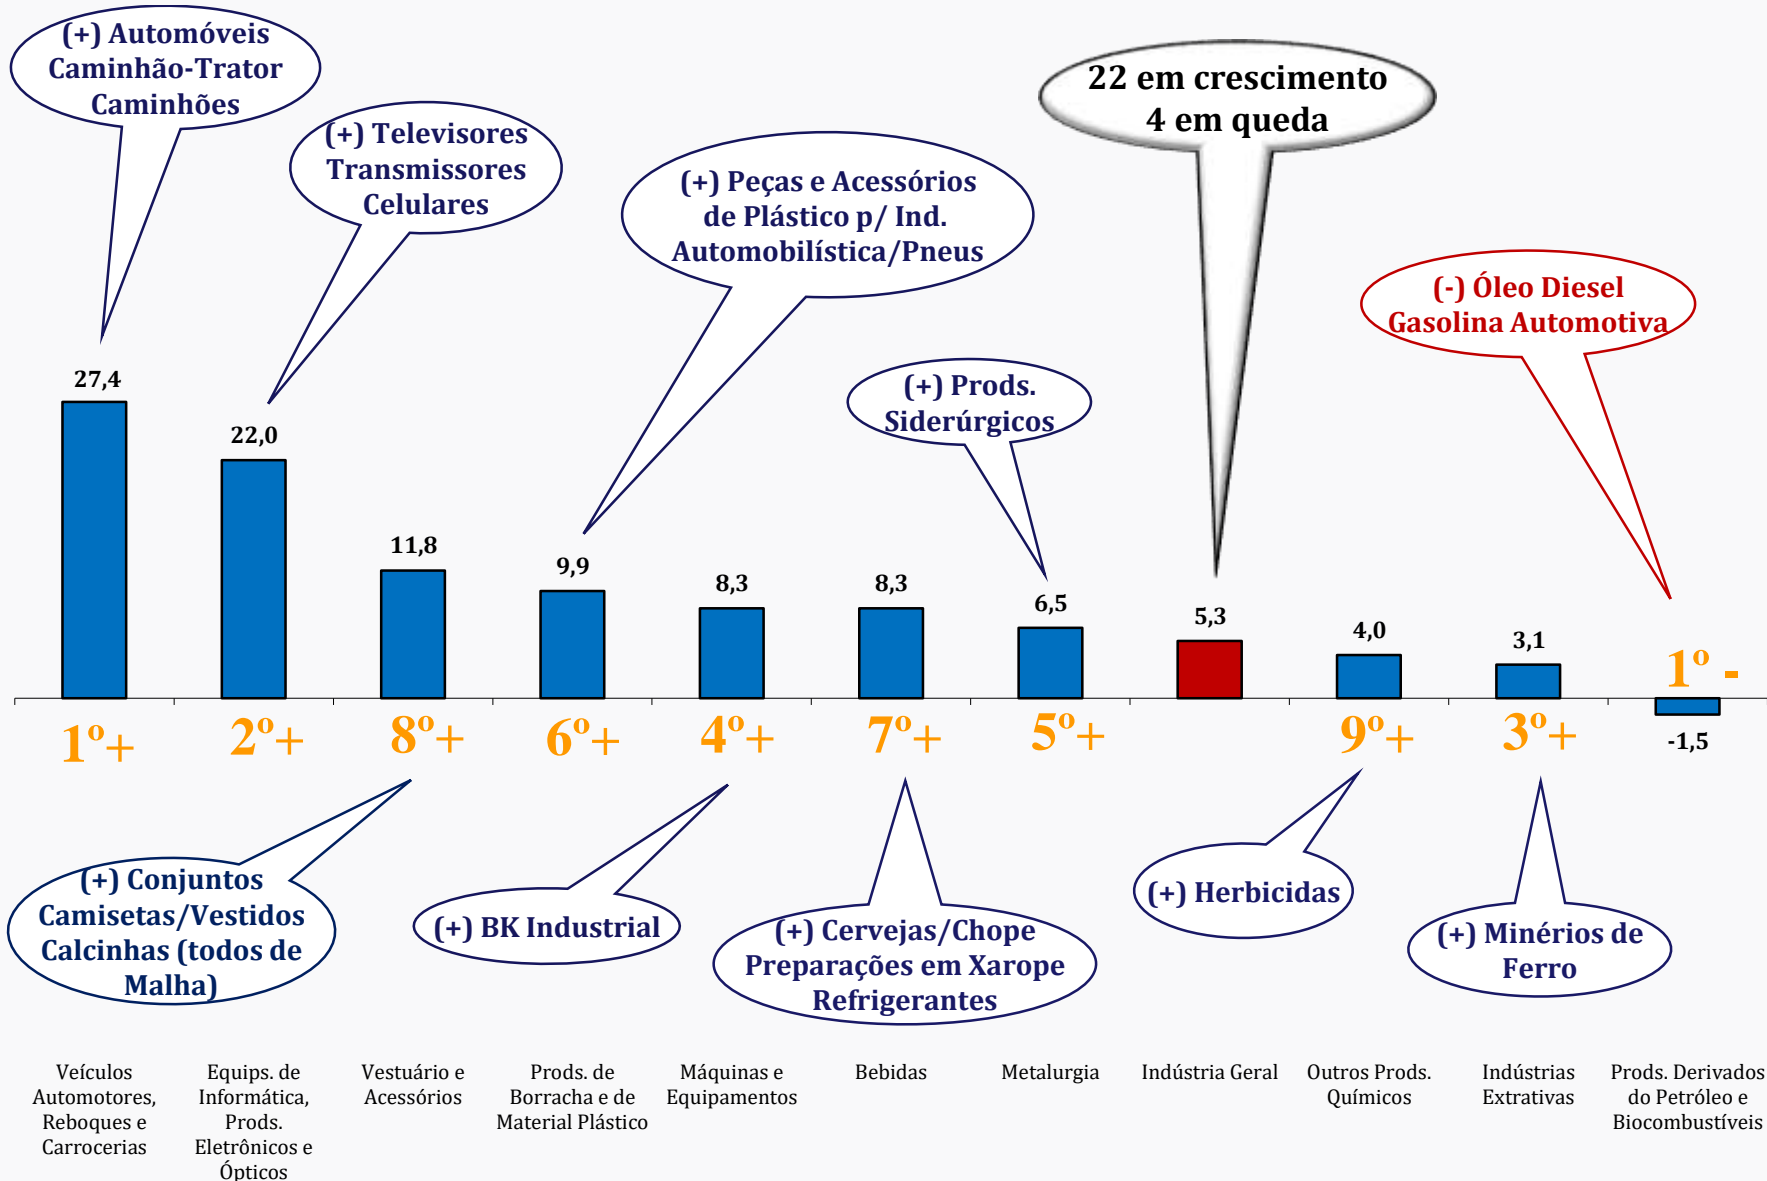 (+) Automóveis
Caminhão-Trator
Caminhões
(+) Televisores
Transmissores
Celulares
(+) Peças e Acessórios
de Plástico p/ Ind.
Automobilística/Pneus
22 em crescimento
4 em queda
(-) Óleo Diesel
Gasolina Automotiva
(+) Prods.
Siderúrgicos
27,4
22,0
11,8
9,9
8,3
8,3
6,5
5,3
4,0
3,1
1º -
1º+
2º+
8º+
6º+
4º+
7º+
5º+
9º+
3º+
-1,5
(+) Conjuntos
Camisetas/Vestidos
Calcinhas (todos de
Malha)
(+) BK Industrial
(+) Cervejas/Chope
Preparações em Xarope
Refrigerantes
(+) Herbicidas
(+) Minérios de
Ferro
Veículos
Automotores,
Reboques e
Carrocerias
Equips. de
Informática,
Prods.
Eletrônicos e
Ópticos
Vestuário e
Acessórios
Prods. de
Borracha e de
Material Plástico
Máquinas e
Equipamentos
Bebidas
Metalurgia
Indústria Geral
Outros Prods.
Químicos
Indústrias
Extrativas
Prods. Derivados
do Petróleo e
Biocombustíveis